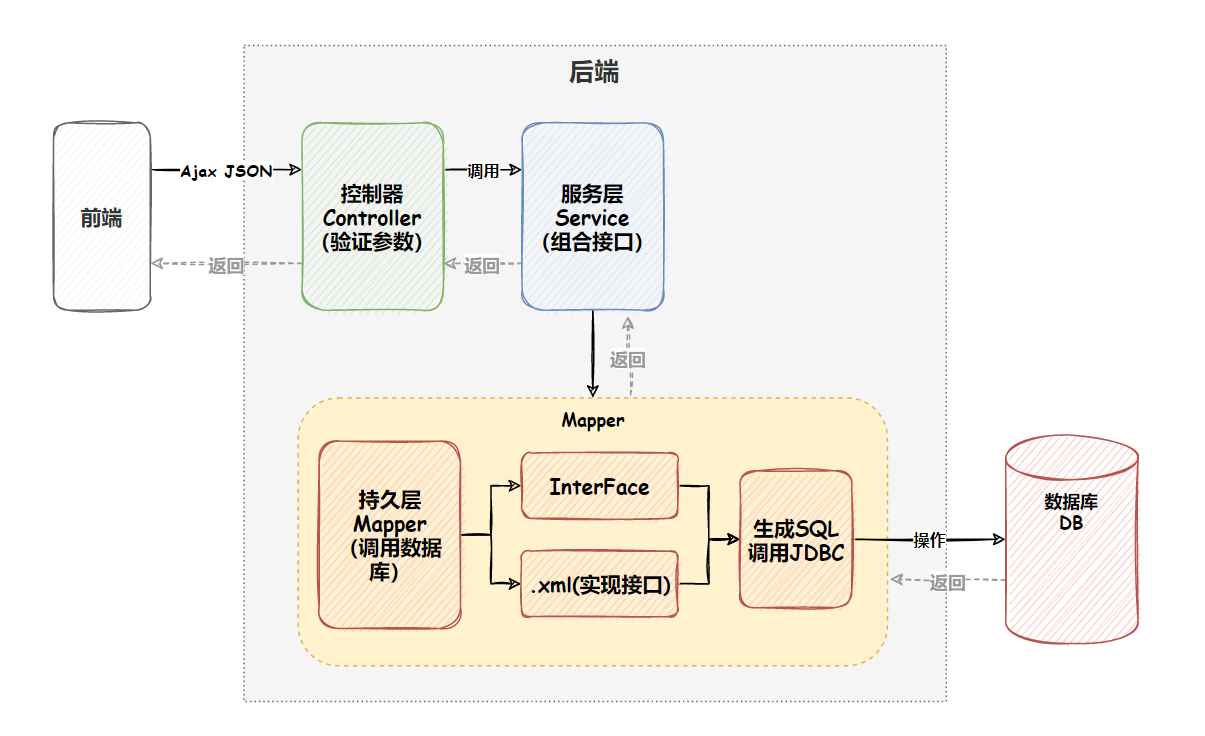 后端
前端
Ajax JSON
控制器
Controller
(验证参数)
调用
服务层
Service
(组合接口)
返回
返回
返回
Mapper
持久层
Mapper
(调用数据
库)
InterFace
.xml(实现接口)
生成SQL
调用JDBC
操作
返回
数据库
DB